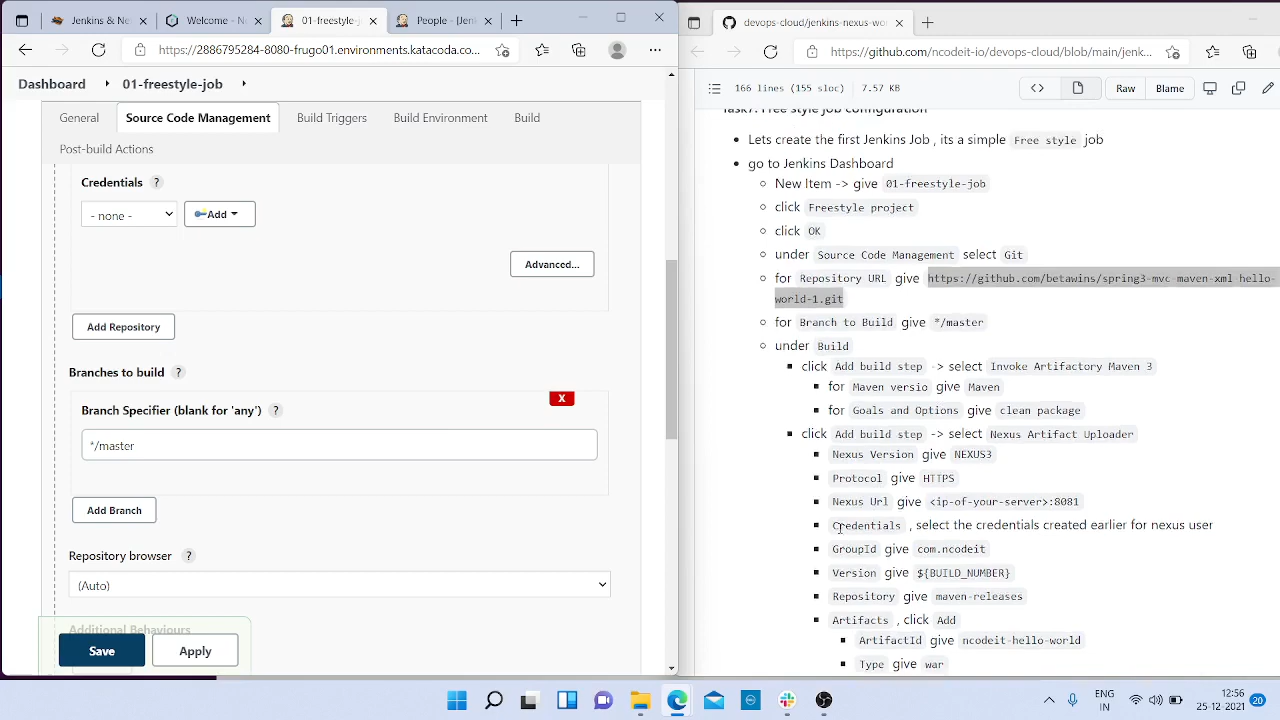 Jenkins & Ne
Welcome - N
01-freestyle-j
People - [Jenk
https://2886795284-8080-frugo01.environments.katacoda.co...
Dashboard
01-freestyle-job
General
Source Code Management
Build Triggers
Build Environment
Build
Post-build Actions
Credentials ?
- none -
Add
Advanced...
Add Repository
Branches to build ?
X
Branch Specifier (blank for 'any') ?
*/master
Add Branch
Repository browser ?
(Auto)
Additional Behaviours
Save
Apply
devops-cloud/jenkins-nexus-wo
https://github.com/ncodeit-io/devops-cloud/blob/main/jenk...
166 lines (155 sloc)
7.57 KB
Raw
Blame
Task7: Free style job configuration
Lets create the first Jenkins Job , its a simple Free style job
go to Jenkins Dashboard
New Item -> give 01-freestyle-job
click Freestyle project
click OK
under Source Code Management select Git
for Repository URL give https://github.com/betawins/spring3-mvc-maven-xml-hello-
world-1.git
for Branch to Build give */master
under Build
click Add build step -> select Invoke Artifactory Maven 3
for Maven versio give Maven
for Goals and Options give clean package
click Add build step -> select Nexus Artifact Uploader
Nexus Version give NEXUS3
Protocol give HTTPS
Nexus Url give <ip-of-your-server>:8081
Credentials , select the credentials created earlier for nexus user
GroupId give com.ncodeit
Version give ${BUILD_NUMBER}
Repository give maven-releases
Artifacts , click Add
ArtifactId give ncodeit-hello-world
Type give war
ENG
IN
12:56
25-12-2021
20